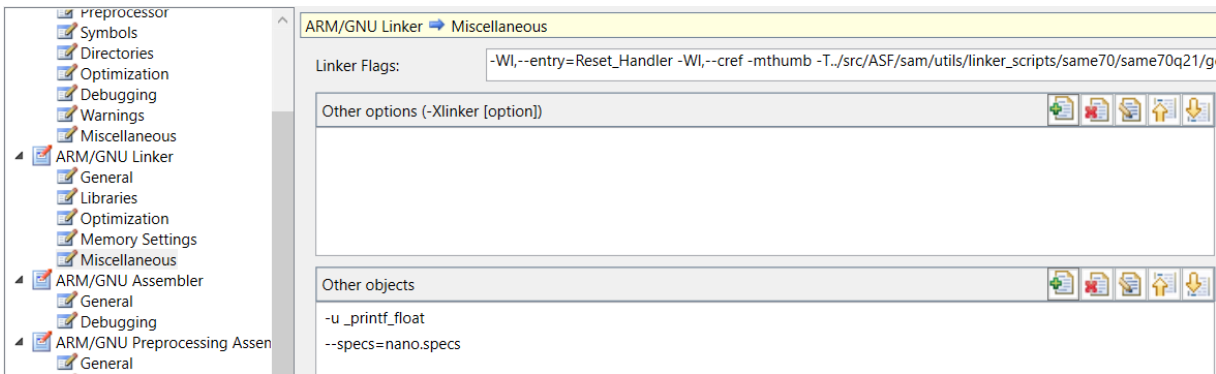 Preprocessor
Symbols
Directories
Optimization
Debugging
Warnings
Miscellaneous
ARM/GNU Linker
General
Libraries
Optimization
Memory Settings
Miscellaneous
ARM/GNU Assembler
General
Debugging
ARM/GNU Preprocessing Assen
General
ARM/GNU Linker ➡ Miscellaneous
Linker Flags: -Wl,--entry=Reset_Handler -Wl,--cref -mthumb -T../src/ASF/sam/utils/linker_scripts/same70/same70q21/g
Other options (-Xlinker [option])
Other objects
-u _printf_float
--specs=nano.specs